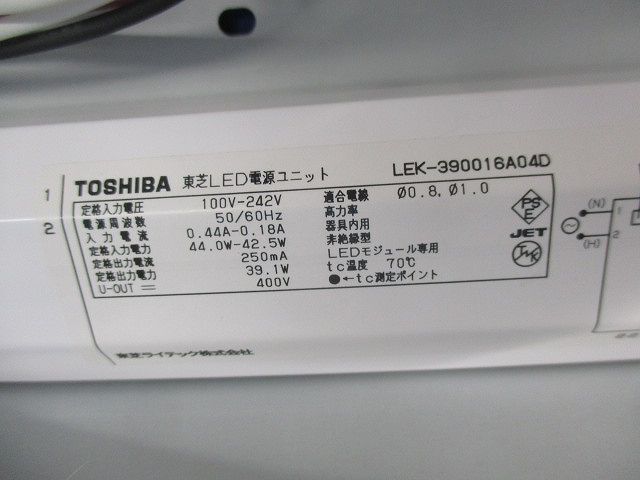 1
2
TOSHIBA 東芝LED電源ユニット LEK-390016A04D
定格入力電圧 100V-242V 適合電線 Ø0.8,Ø1.0
電源周波数 50/60Hz 高力率
入力電流 0.44A-0.18A 器具内用
定格入力電力 44.0W-42.5W 非絶縁型
定格出力電流 250mA LEDモジュール専用
定格出力電力 39.1W tc温度 70℃
U-OUT ⎓ 400V ●←tc測定ポイント
PS
E
JET
(N)
(H)
1
2
東芝ライテック株式会社